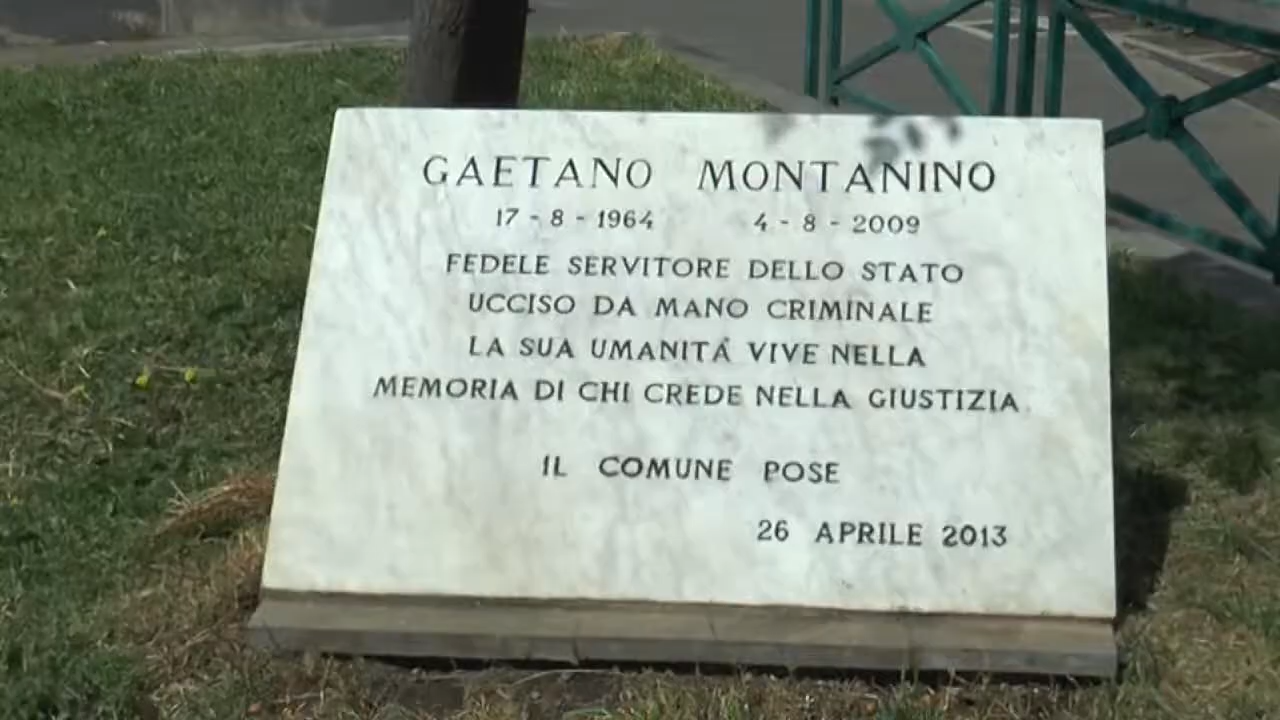 GAETANO MONTANINO
17 - 8 - 1964 4 - 8 - 2009
FEDELE SERVITORE DELLO STATO
UCCISO DA MANO CRIMINALE
LA SUA UMANITÁ VIVE NELLA
MEMORIA DI CHI CREDE NELLA GIUSTIZIA.
IL COMUNE POSE
26 APRILE 2013